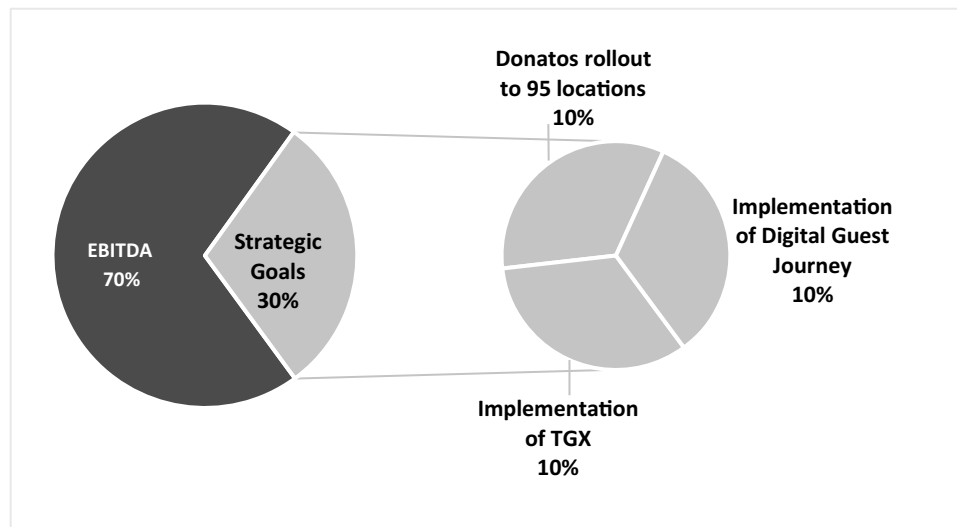 Donatos rollout
to 95 locations
10%
EBITDA
70%
Strategic
Goals
30%
Implementation
of Digital Guest
Journey
10%
Implementation
of TGX
10%